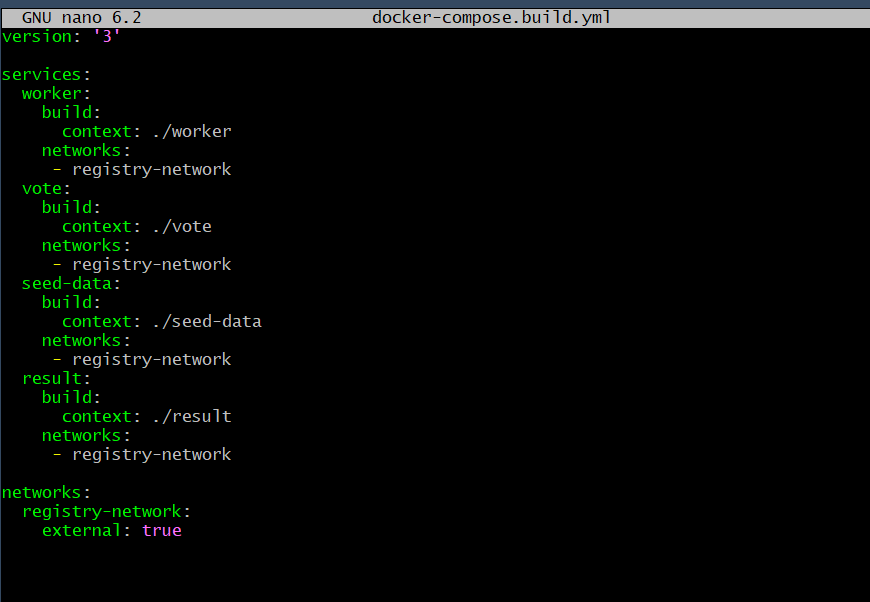 GNU nano 6.2 docker-compose.build.yml
version: '3'

services:
  worker:
    build:
      context: ./worker
    networks:
     - registry-network
  vote:
    build:
      context: ./vote
    networks:
     - registry-network
  seed-data:
    build:
      context: ./seed-data
    networks:
     - registry-network
  result:
    build:
      context: ./result
    networks:
     - registry-network

networks:
  registry-network:
    external: true